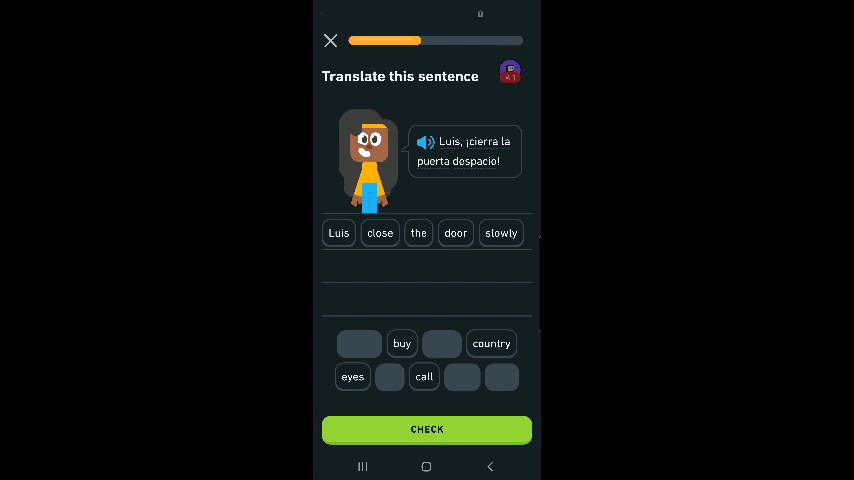 Translate this sentence
Luis, ¡cierra la
puerta despacio!
Luis close the door slowly
buy country
eyes call
CHECK